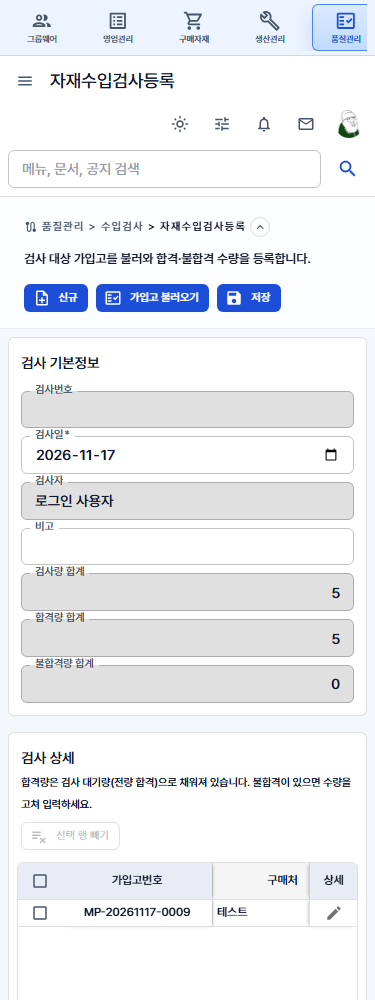 그룹웨어 영업관리 구매자재 생산관리 품질관리
자재수입검사등록
메뉴, 문서, 공지 검색
품질관리 > 수입검사 > 자재수입검사등록
검사 대상 가입고를 불러와 합격·불합격 수량을 등록합니다.
신규 가입고 불러오기 저장
검사 기본정보
검사번호
검사일*
2026-11-17
검사자
로그인 사용자
비고
검사량 합계
5
합격량 합계
5
불합격량 합계
0
검사 상세
합격량은 검사 대기량(전량 합격)으로 채워져 있습니다. 불합격이 있으면 수량을
고쳐 입력하세요.
선택 행 빼기
가입고번호 구매처 상세
MP-20261117-0009 테스트